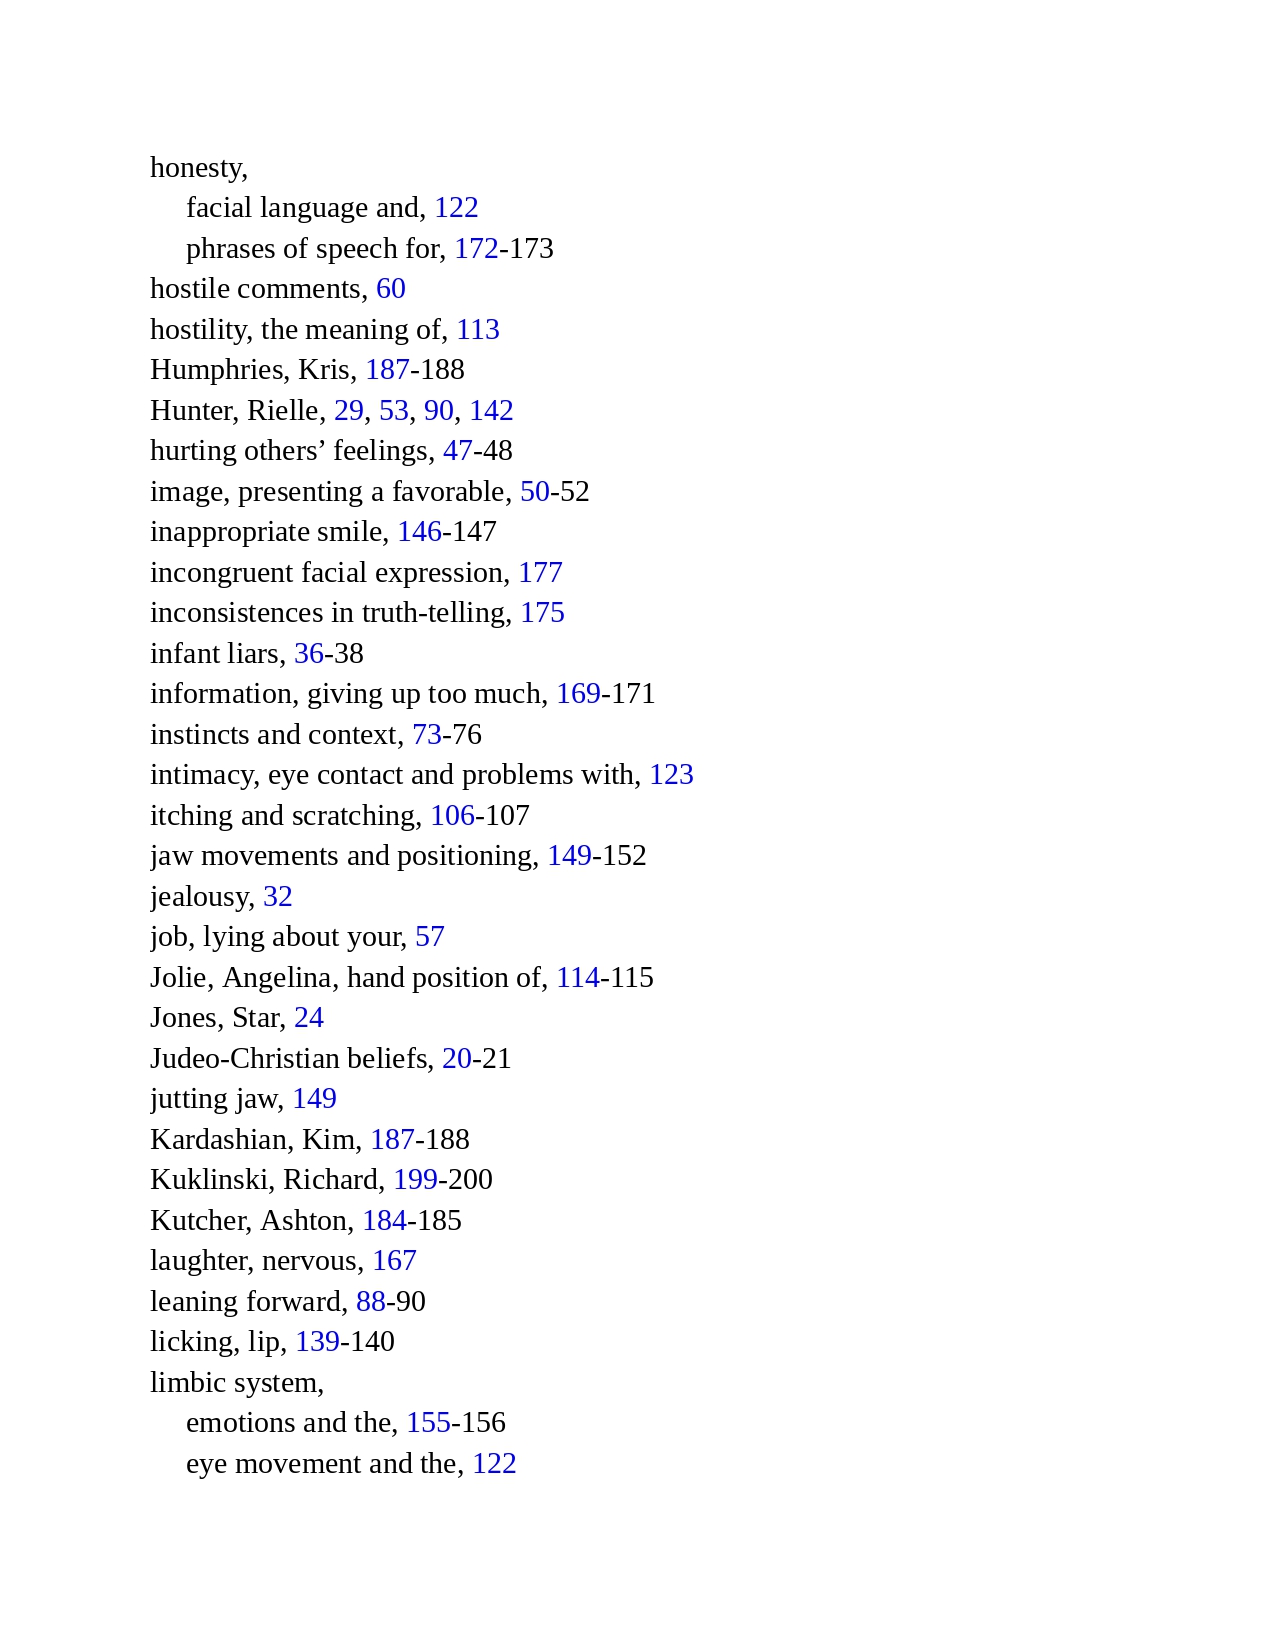 honesty,
facial language and, 122
phrases of speech for, 172-173
hostile comments, 60
hostility, the meaning of, 113
Humphries, Kris, 187-188
Hunter, Rielle, 29, 53, 90, 142
hurting others’ feelings, 47-48
image, presenting a favorable, 50-52
inappropriate smile, 146-147
incongruent facial expression, 177
inconsistences in truth-telling, 175
infant liars, 36-38
information, giving up too much, 169-171
instincts and context, 73-76
intimacy, eye contact and problems with, 123
itching and scratching, 106-107
jaw movements and positioning, 149-152
jealousy, 32
job, lying about your, 57
Jolie, Angelina, hand position of, 114-115
Jones, Star, 24
Judeo-Christian beliefs, 20-21
jutting jaw, 149
Kardashian, Kim, 187-188
Kuklinski, Richard, 199-200
Kutcher, Ashton, 184-185
laughter, nervous, 167
leaning forward, 88-90
licking, lip, 139-140
limbic system,
emotions and the, 155-156
eye movement and the, 122